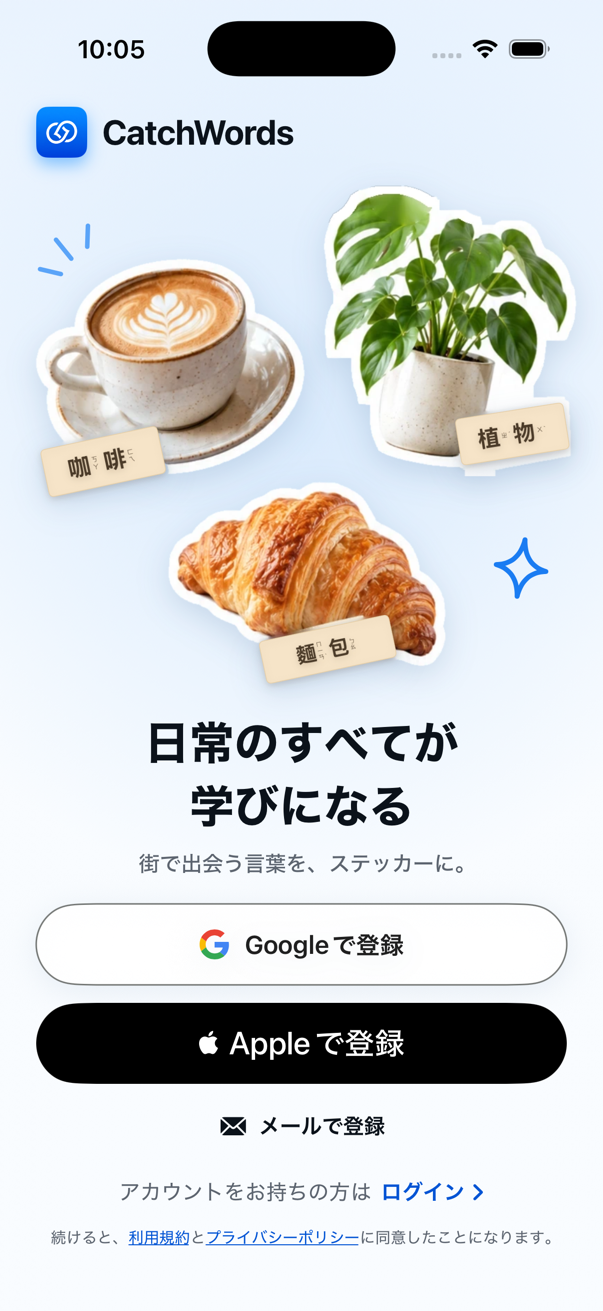 10:05
CatchWords
咖啡
植物
麵包
日常のすべてが
学びになる
街で出会う言葉を、ステッカーに。
Googleで登録
Appleで登録
メールで登録
アカウントをお持ちの方は ログイン
続けると、利用規約とプライバシーポリシーに同意したことになります。